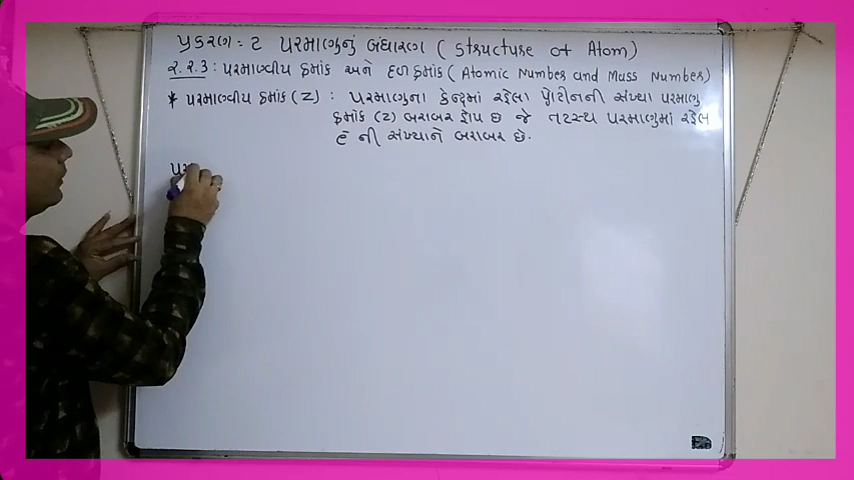 પ્રકરણ : ૨ પરમાણુનું બંધારણ ( Structure of Atom )
૨.૨.૩ : પરમાણ્વીય ક્રમાંક અને દળક્રમાંક ( Atomic Number and Mass Number )
* પરમાણ્વીય ક્રમાંક ( Z ) : પરમાણુના કેન્દ્રમાં રહેલા પ્રોટીનની સંખ્યા પરમાણુ
ક્રમાંક (Z) બરાબર હોય છે જે તટસ્થ પરમાણુમાં રહેલ
ē ની સંખ્યાને બરાબર છે.
પર